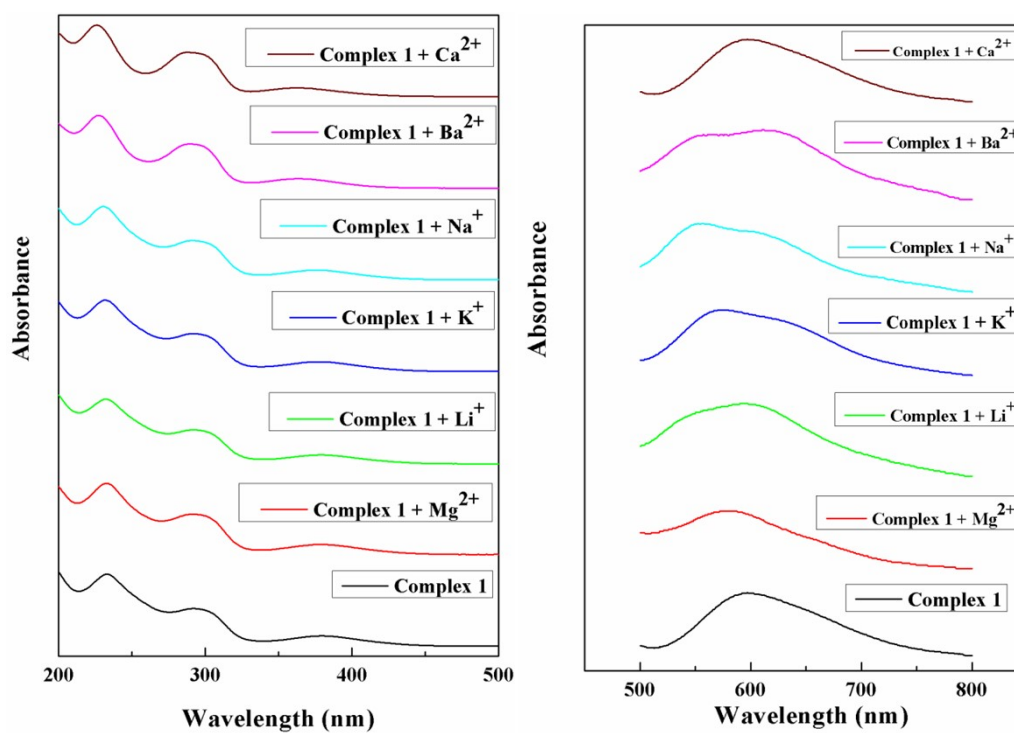 Complex 1 + Ca²⁺
Complex 1 + Ba²⁺
Complex 1 + Na⁺
Complex 1 + K⁺
Complex 1 + Li⁺
Complex 1 + Mg²⁺
Complex 1
Absorbance
200 300 400 500
Wavelength (nm)
Complex 1 + Ca²⁺
Complex 1 + Ba²⁺
Complex 1 + Na⁺
Complex 1 + K⁺
Complex 1 + Li⁺
Complex 1 + Mg²⁺
Complex 1
Absorbance
500 600 700 800
Wavelength (nm)